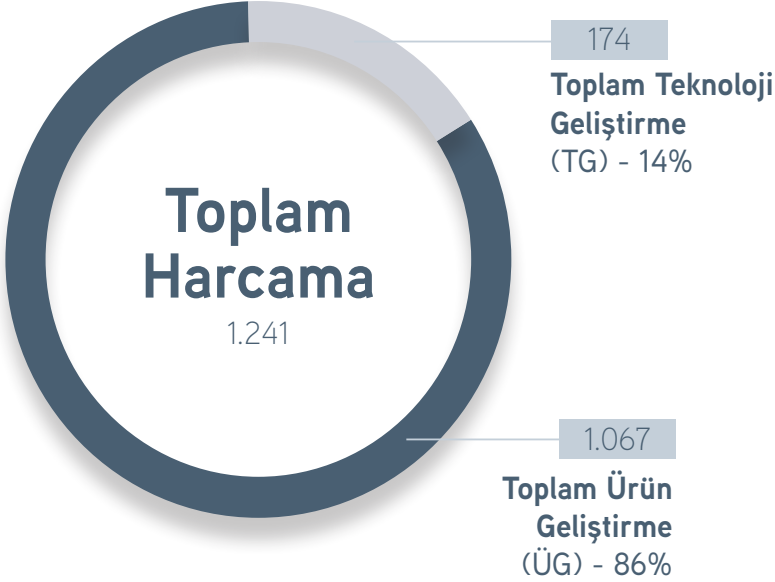 174
Toplam Teknoloji
Geliştirme
(TG) - 14%
Toplam
Harcama
1.241
1.067
Toplam Ürün
Geliştirme
(ÜG) - 86%